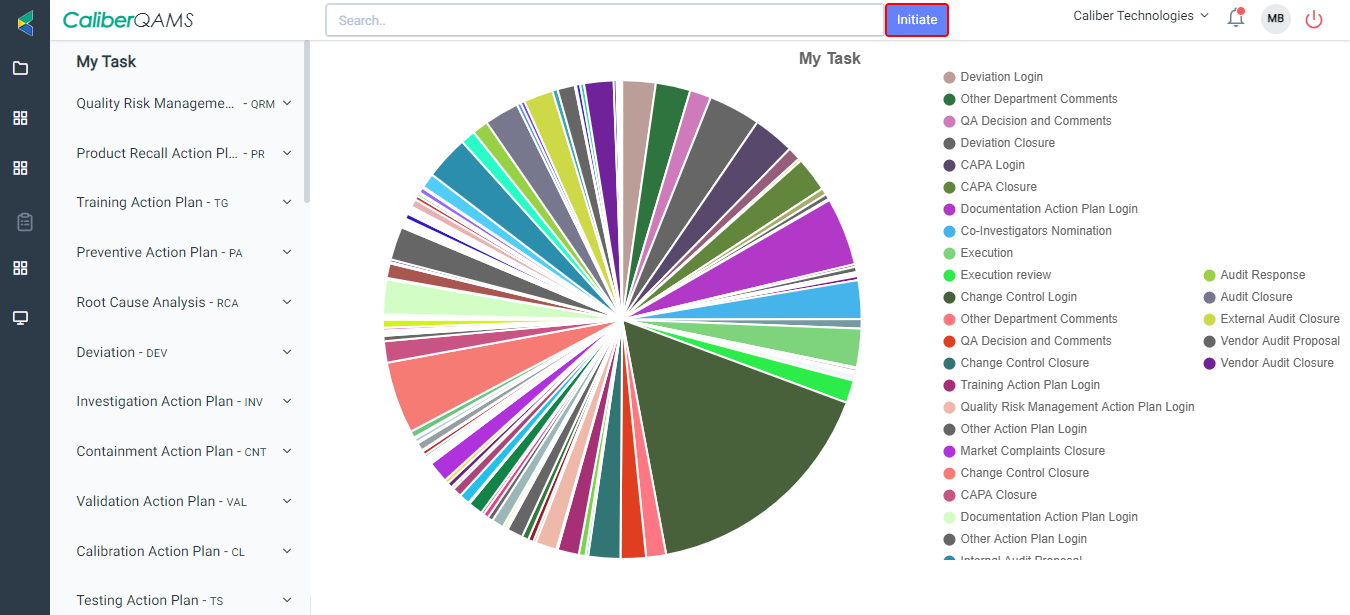 CaliberQAMS
Search..
Initiate
Caliber Technologies
MB
My Task
Quality Risk Manageme... - QRM
Product Recall Action Pl... - PR
Training Action Plan - TG
Preventive Action Plan - PA
Root Cause Analysis - RCA
Deviation - DEV
Investigation Action Plan - INV
Containment Action Plan - CNT
Validation Action Plan - VAL
Calibration Action Plan - CL
Testing Action Plan - TS
My Task
Deviation Login
Other Department Comments
QA Decision and Comments
Deviation Closure
CAPA Login
CAPA Closure
Documentation Action Plan Login
Co-Investigators Nomination
Execution
Execution review
Change Control Login
Other Department Comments
QA Decision and Comments
Change Control Closure
Training Action Plan Login
Quality Risk Management Action Plan Login
Other Action Plan Login
Market Complaints Closure
Change Control Closure
CAPA Closure
Documentation Action Plan Login
Other Action Plan Login
Internal Audit Proposal
Audit Response
Audit Closure
External Audit Closure
Vendor Audit Proposal
Vendor Audit Closure